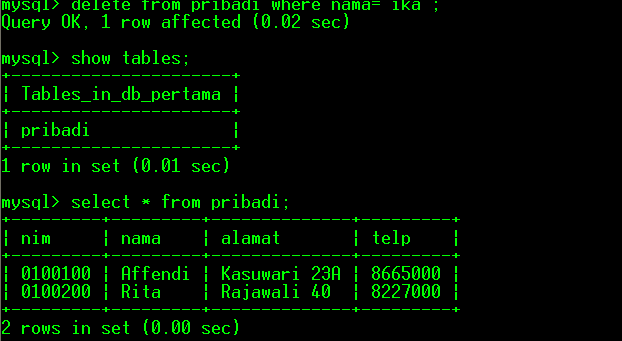 mysql> delete from pribadi where nama='ika';
Query OK, 1 row affected (0.02 sec)
mysql> show tables;
+----------------------+
| Tables_in_db_pertama |
+----------------------+
| pribadi              |
+----------------------+
1 row in set (0.01 sec)
mysql> select * from pribadi;
+---------+---------+--------------+---------+
| nim     | nama    | alamat       | telp    |
+---------+---------+--------------+---------+
| 0100100 | Affendi | Kasuwari 23A | 8665000 |
| 0100200 | Rita    | Rajawali 40  | 8227000 |
+---------+---------+--------------+---------+
2 rows in set (0.00 sec)